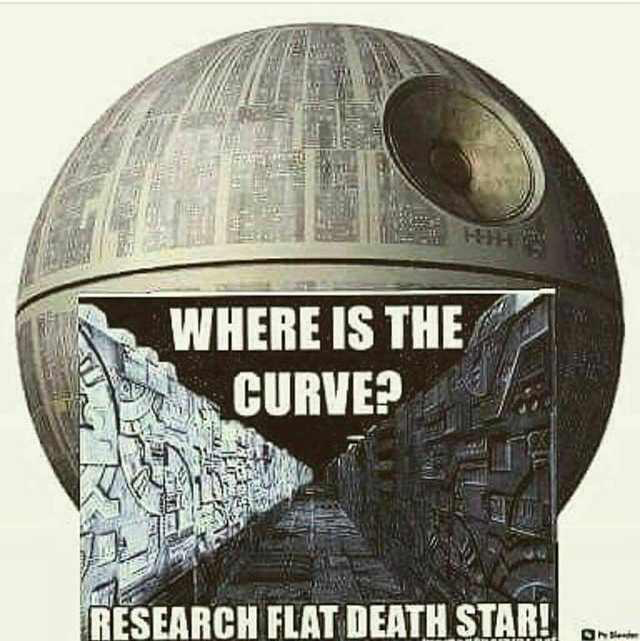 WHERE IS THE
CURVE?
RESEARCH FLAT DEATH STAR!